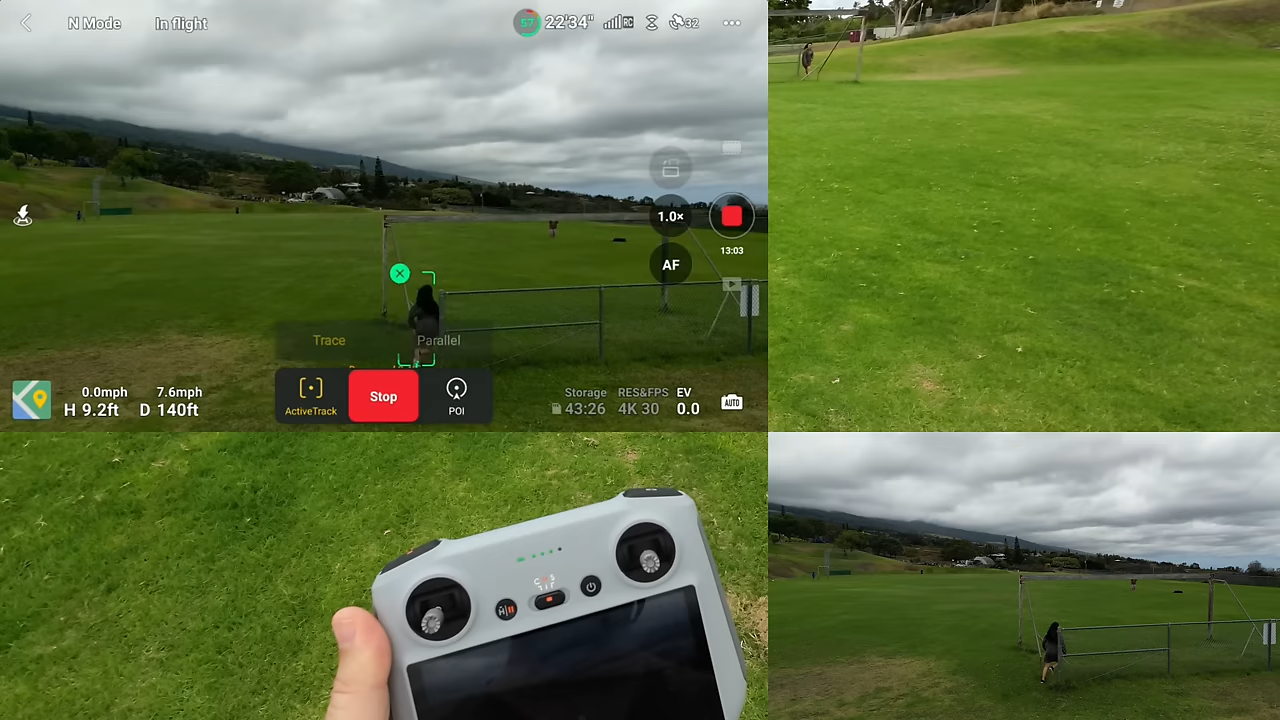 N Mode In flight 57 22'34" RC 32
1.0×
13:03
AF
Trace Parallel
0.0mph 7.6mph
H 9.2ft D 140ft
ActiveTrack
Stop
POI
Storage RES&FPS EV
43:26 4K 30 0.0
AUTO
C N S